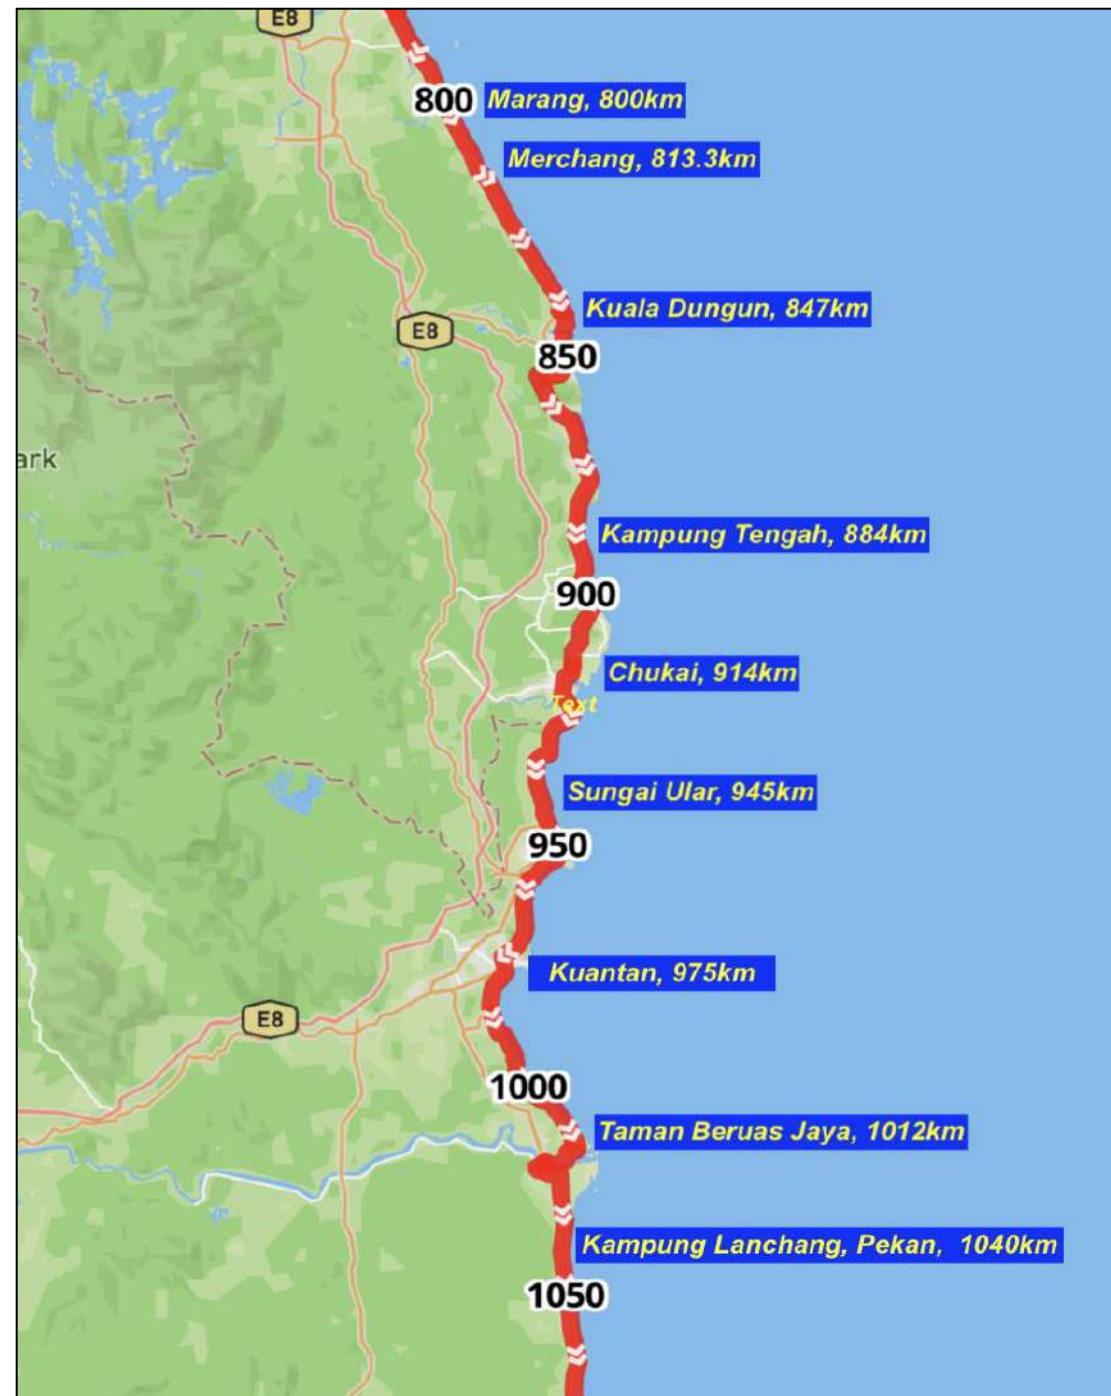 E8
800
Marang, 800km
Merchang, 813.3km
Kuala Dungun, 847km
E8
850
ark
Kampung Tengah, 884km
900
Chukai, 914km
Text
Sungai Ular, 945km
950
Kuantan, 975km
E8
1000
Taman Beruas Jaya, 1012km
Kampung Lanchang, Pekan, 1040km
1050